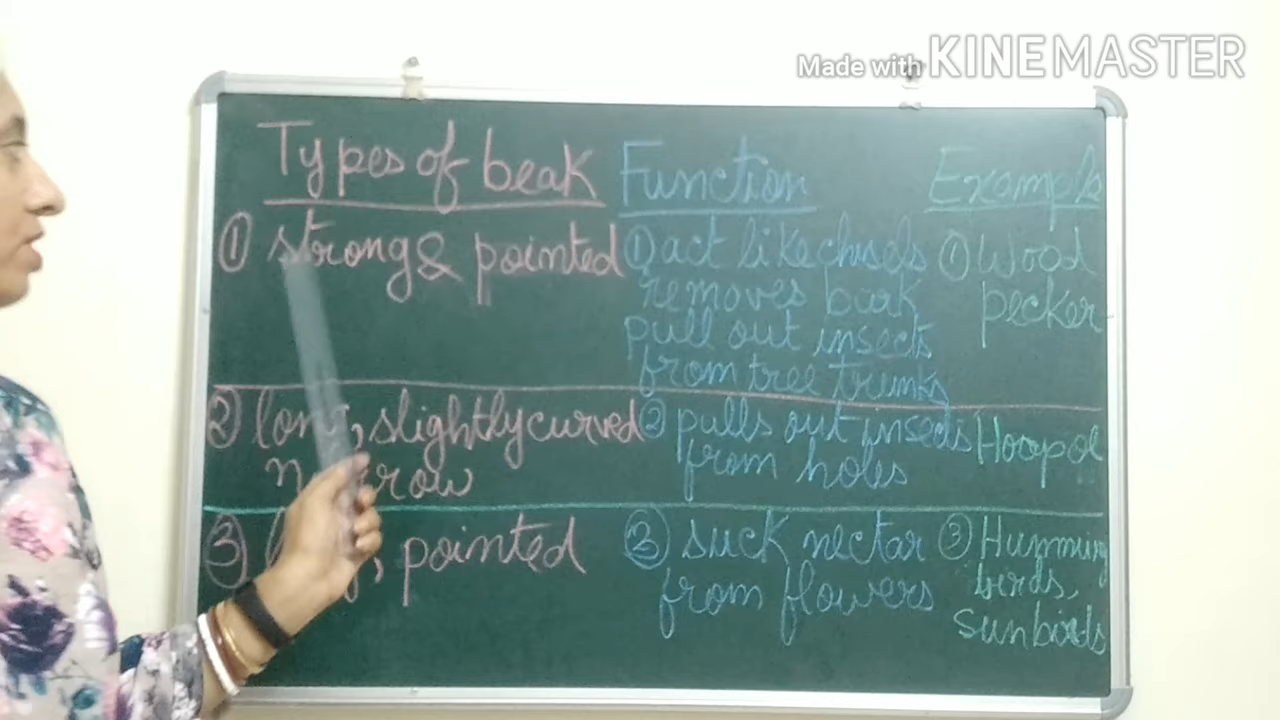 Made with KINEMASTER
Types of beak Function Example
① strong & pointed ① act like chisels ① Wood
removes bark pecker
pull out insects
from tree trunks
② long, slightly curved ② pulls out insects Hoopoe
narrow from holes
③ pointed ③ suck nectar ③ Humming
from flowers birds,
Sunbirds